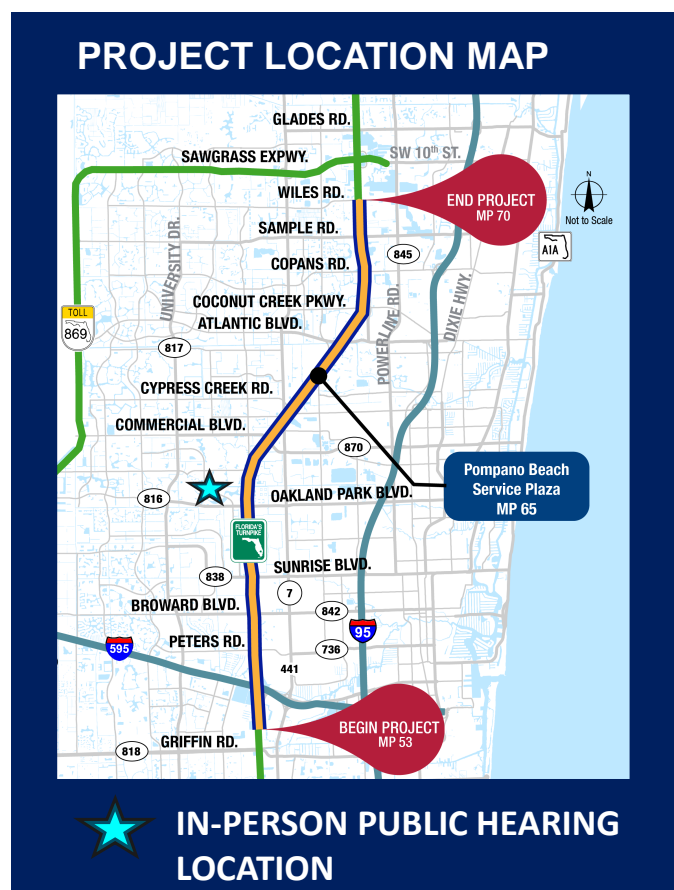 PROJECT LOCATION MAP
GLADES RD.
SAWGRASS EXPWY.
SW 10th ST.
WILES RD.
END PROJECT
MP 70
N
Not to Scale
SAMPLE RD.
UNIVERSITY DR.
845
A1A
COPANS RD.
COCONUT CREEK PKWY.
POWERLINE RD.
DIXIE HWY.
TOLL
869
ATLANTIC BLVD.
817
CYPRESS CREEK RD.
COMMERCIAL BLVD.
870
Pompano Beach
Service Plaza
MP 65
816
OAKLAND PARK BLVD.
FLORIDA'S
TURNPIKE
SUNRISE BLVD.
838
7
BROWARD BLVD.
842
95
PETERS RD.
595
736
441
BEGIN PROJECT
MP 53
GRIFFIN RD.
818
IN-PERSON PUBLIC HEARING
LOCATION